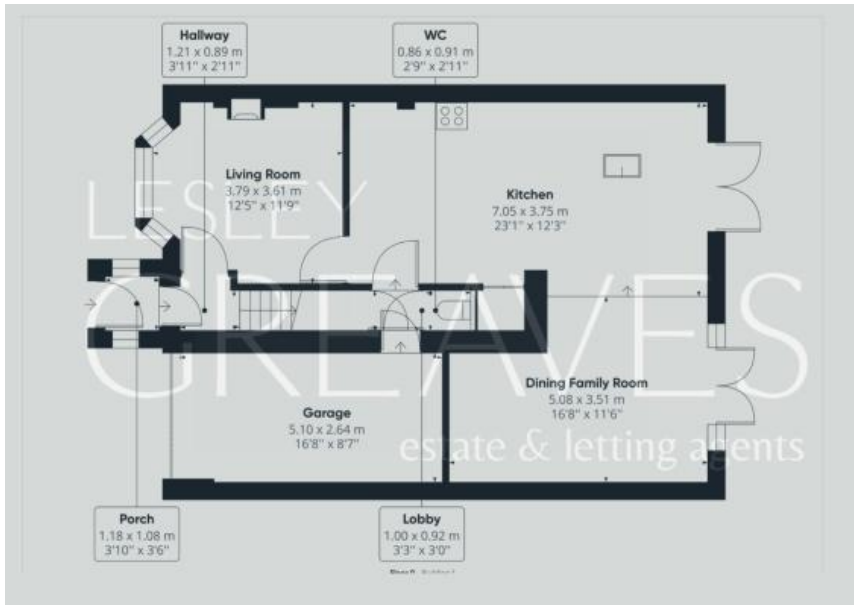 Hallway
1.21 x 0.89 m
3'11" x 2'11"
WC
0.86 x 0.91 m
2'9" x 2'11"
Living Room
3.79 x 3.61 m
12'5" x 11'9"
Kitchen
7.05 x 3.75 m
23'1" x 12'3"
LESLEY
GREAVES
estate & letting agents
Dining Family Room
5.08 x 3.51 m
16'8" x 11'6"
Garage
5.10 x 2.64 m
16'8" x 8'7"
Porch
1.18 x 1.08 m
3'10" x 3'6"
Lobby
1.00 x 0.92 m
3'3" x 3'0"